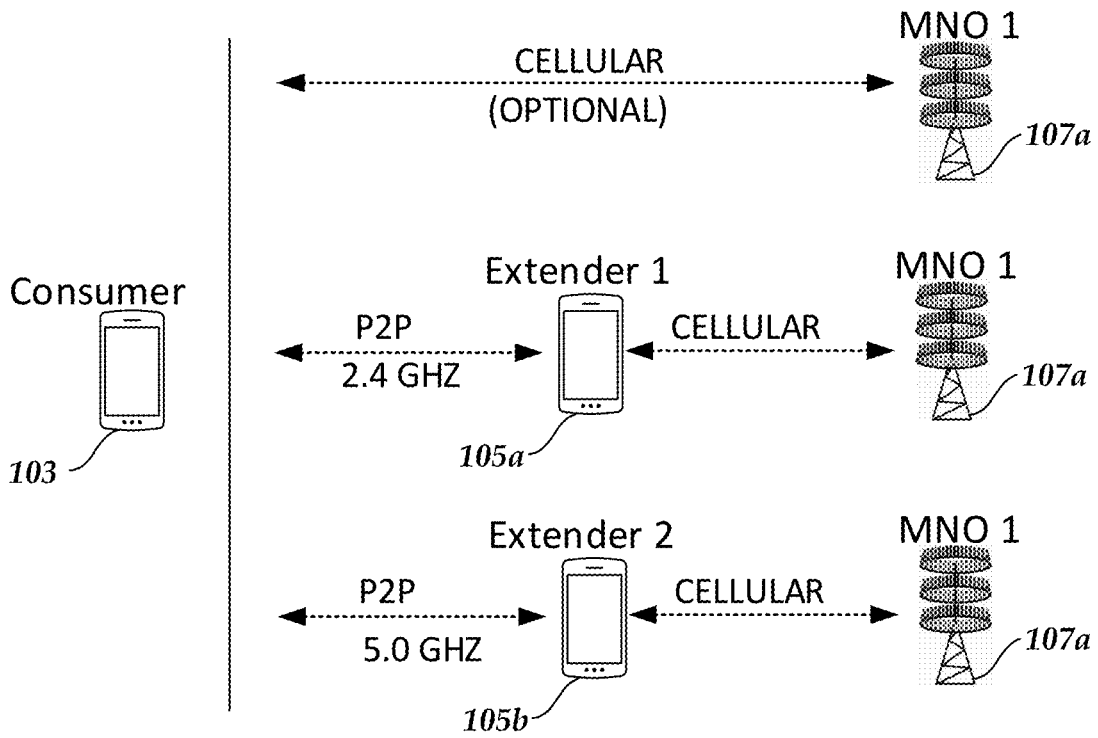 MNO 1
CELLULAR
(OPTIONAL)
107a
Consumer
103
Extender 1
P2P
2.4 GHZ
105a
CELLULAR
MNO 1
107a
Extender 2
P2P
5.0 GHZ
105b
CELLULAR
MNO 1
107a